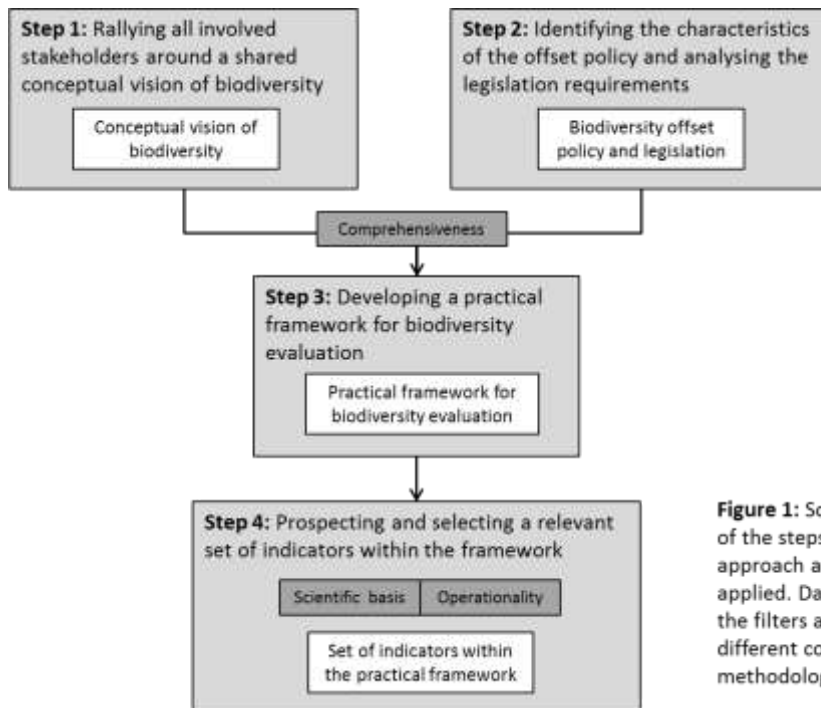 Step 1: Rallying all involved
stakeholders around a shared
conceptual vision of biodiversity
Conceptual vision of
biodiversity
Step 2: Identifying the characteristics
of the offset policy and analysing the
legislation requirements
Biodiversity offset
policy and legislation
Comprehensiveness
Step 3: Developing a practical
framework for biodiversity
evaluation
Practical framework for
biodiversity evaluation
Step 4: Prospecting and selecting a relevant
set of indicators within the framework
Scientific basis
Operationality
Set of indicators within
the practical framework
Figure 1:
of the steps
approach a
applied. Da
the filters a
different co
methodolo